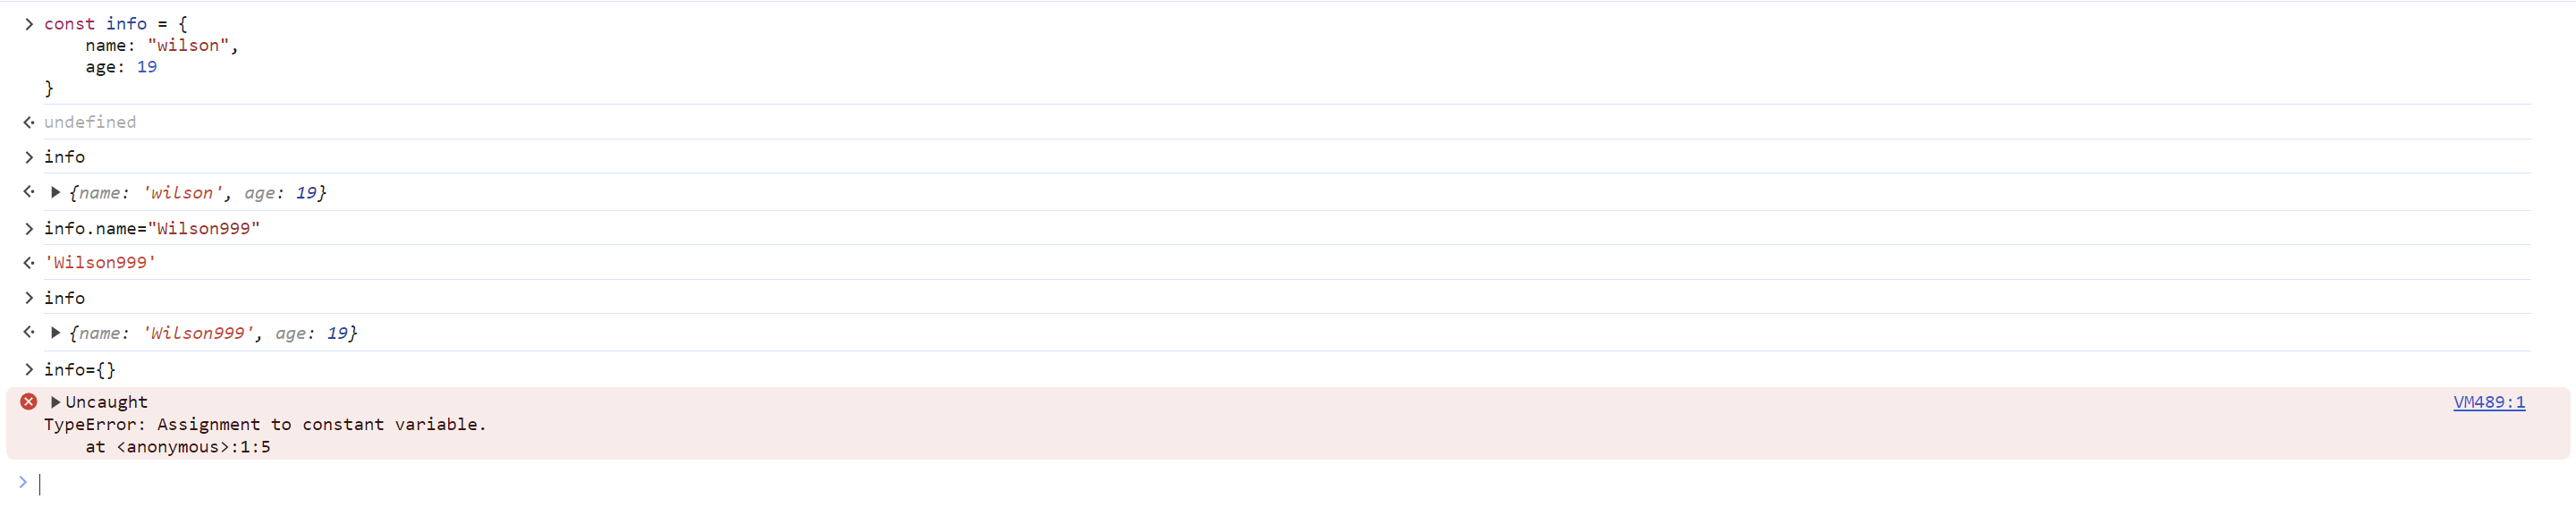 const info = {
    name: "wilson",
    age: 19
}
undefined
info
{name: 'wilson', age: 19}
info.name="Wilson999"
'Wilson999'
info
{name: 'Wilson999', age: 19}
info={}
Uncaught VM489:1
TypeError: Assignment to constant variable.
    at <anonymous>:1:5